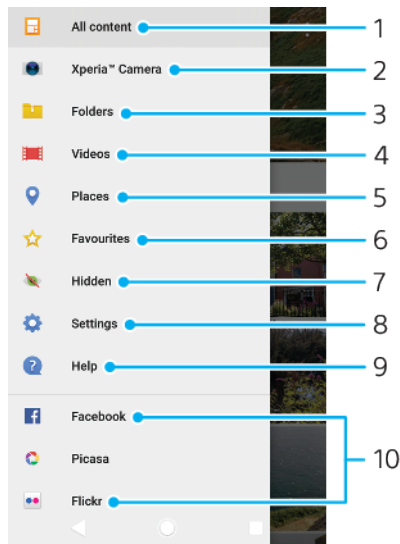 All content 1
Xperia™ Camera 2
Folders 3
Videos 4
Places 5
Favourites 6
Hidden 7
Settings 8
Help 9
Facebook
Picasa 10
Flickr